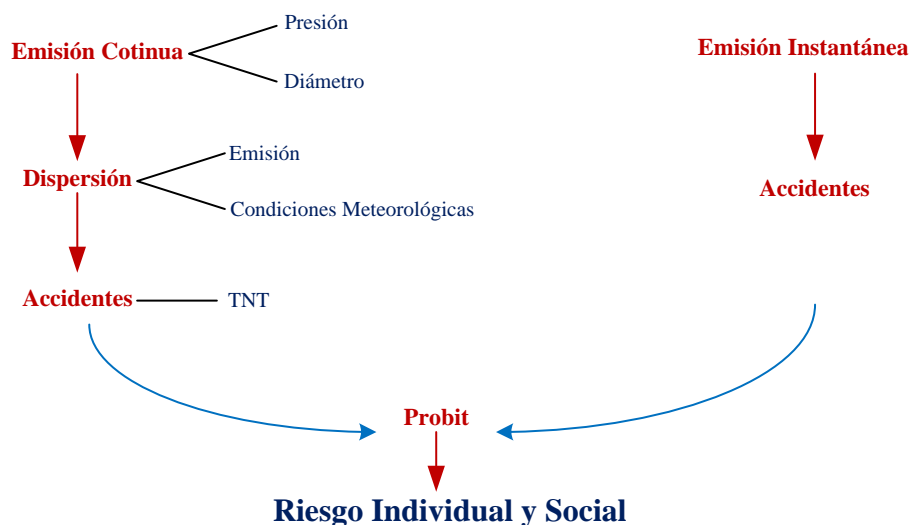 Presión
Emisión Cotinua
Emisión Instantánea
Diámetro
Emisión
Dispersión
Accidentes
Condiciones Meteorológicas
Accidentes
TNT
Probit
Riesgo Individual y Social